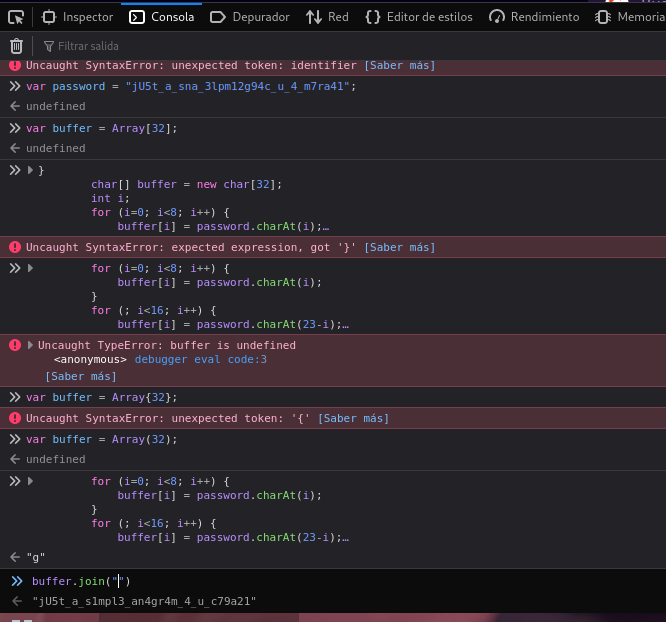 Inspector Consola Depurador Red Editor de estilos Rendimiento Memoria
Filtrar salida
Uncaught SyntaxError: unexpected token: identifier [Saber más]
var password = "jU5t_a_sna_3lpm12g94c_u_4_m7ra41";
undefined
var buffer = Array[32];
undefined
}
char[] buffer = new char[32];
int i;
for (i=0; i<8; i++) {
buffer[i] = password.charAt(i);…
Uncaught SyntaxError: expected expression, got '}' [Saber más]
for (i=0; i<8; i++) {
buffer[i] = password.charAt(i);
}
for (; i<16; i++) {
buffer[i] = password.charAt(23-i);…
Uncaught TypeError: buffer is undefined
<anonymous> debugger eval code:3
[Saber más]
var buffer = Array{32};
Uncaught SyntaxError: unexpected token: '{' [Saber más]
var buffer = Array(32);
undefined
for (i=0; i<8; i++) {
buffer[i] = password.charAt(i);
}
for (; i<16; i++) {
buffer[i] = password.charAt(23-i);…
"g"
buffer.join("")
"jU5t_a_s1mpl3_an4gr4m_4_u_c79a21"